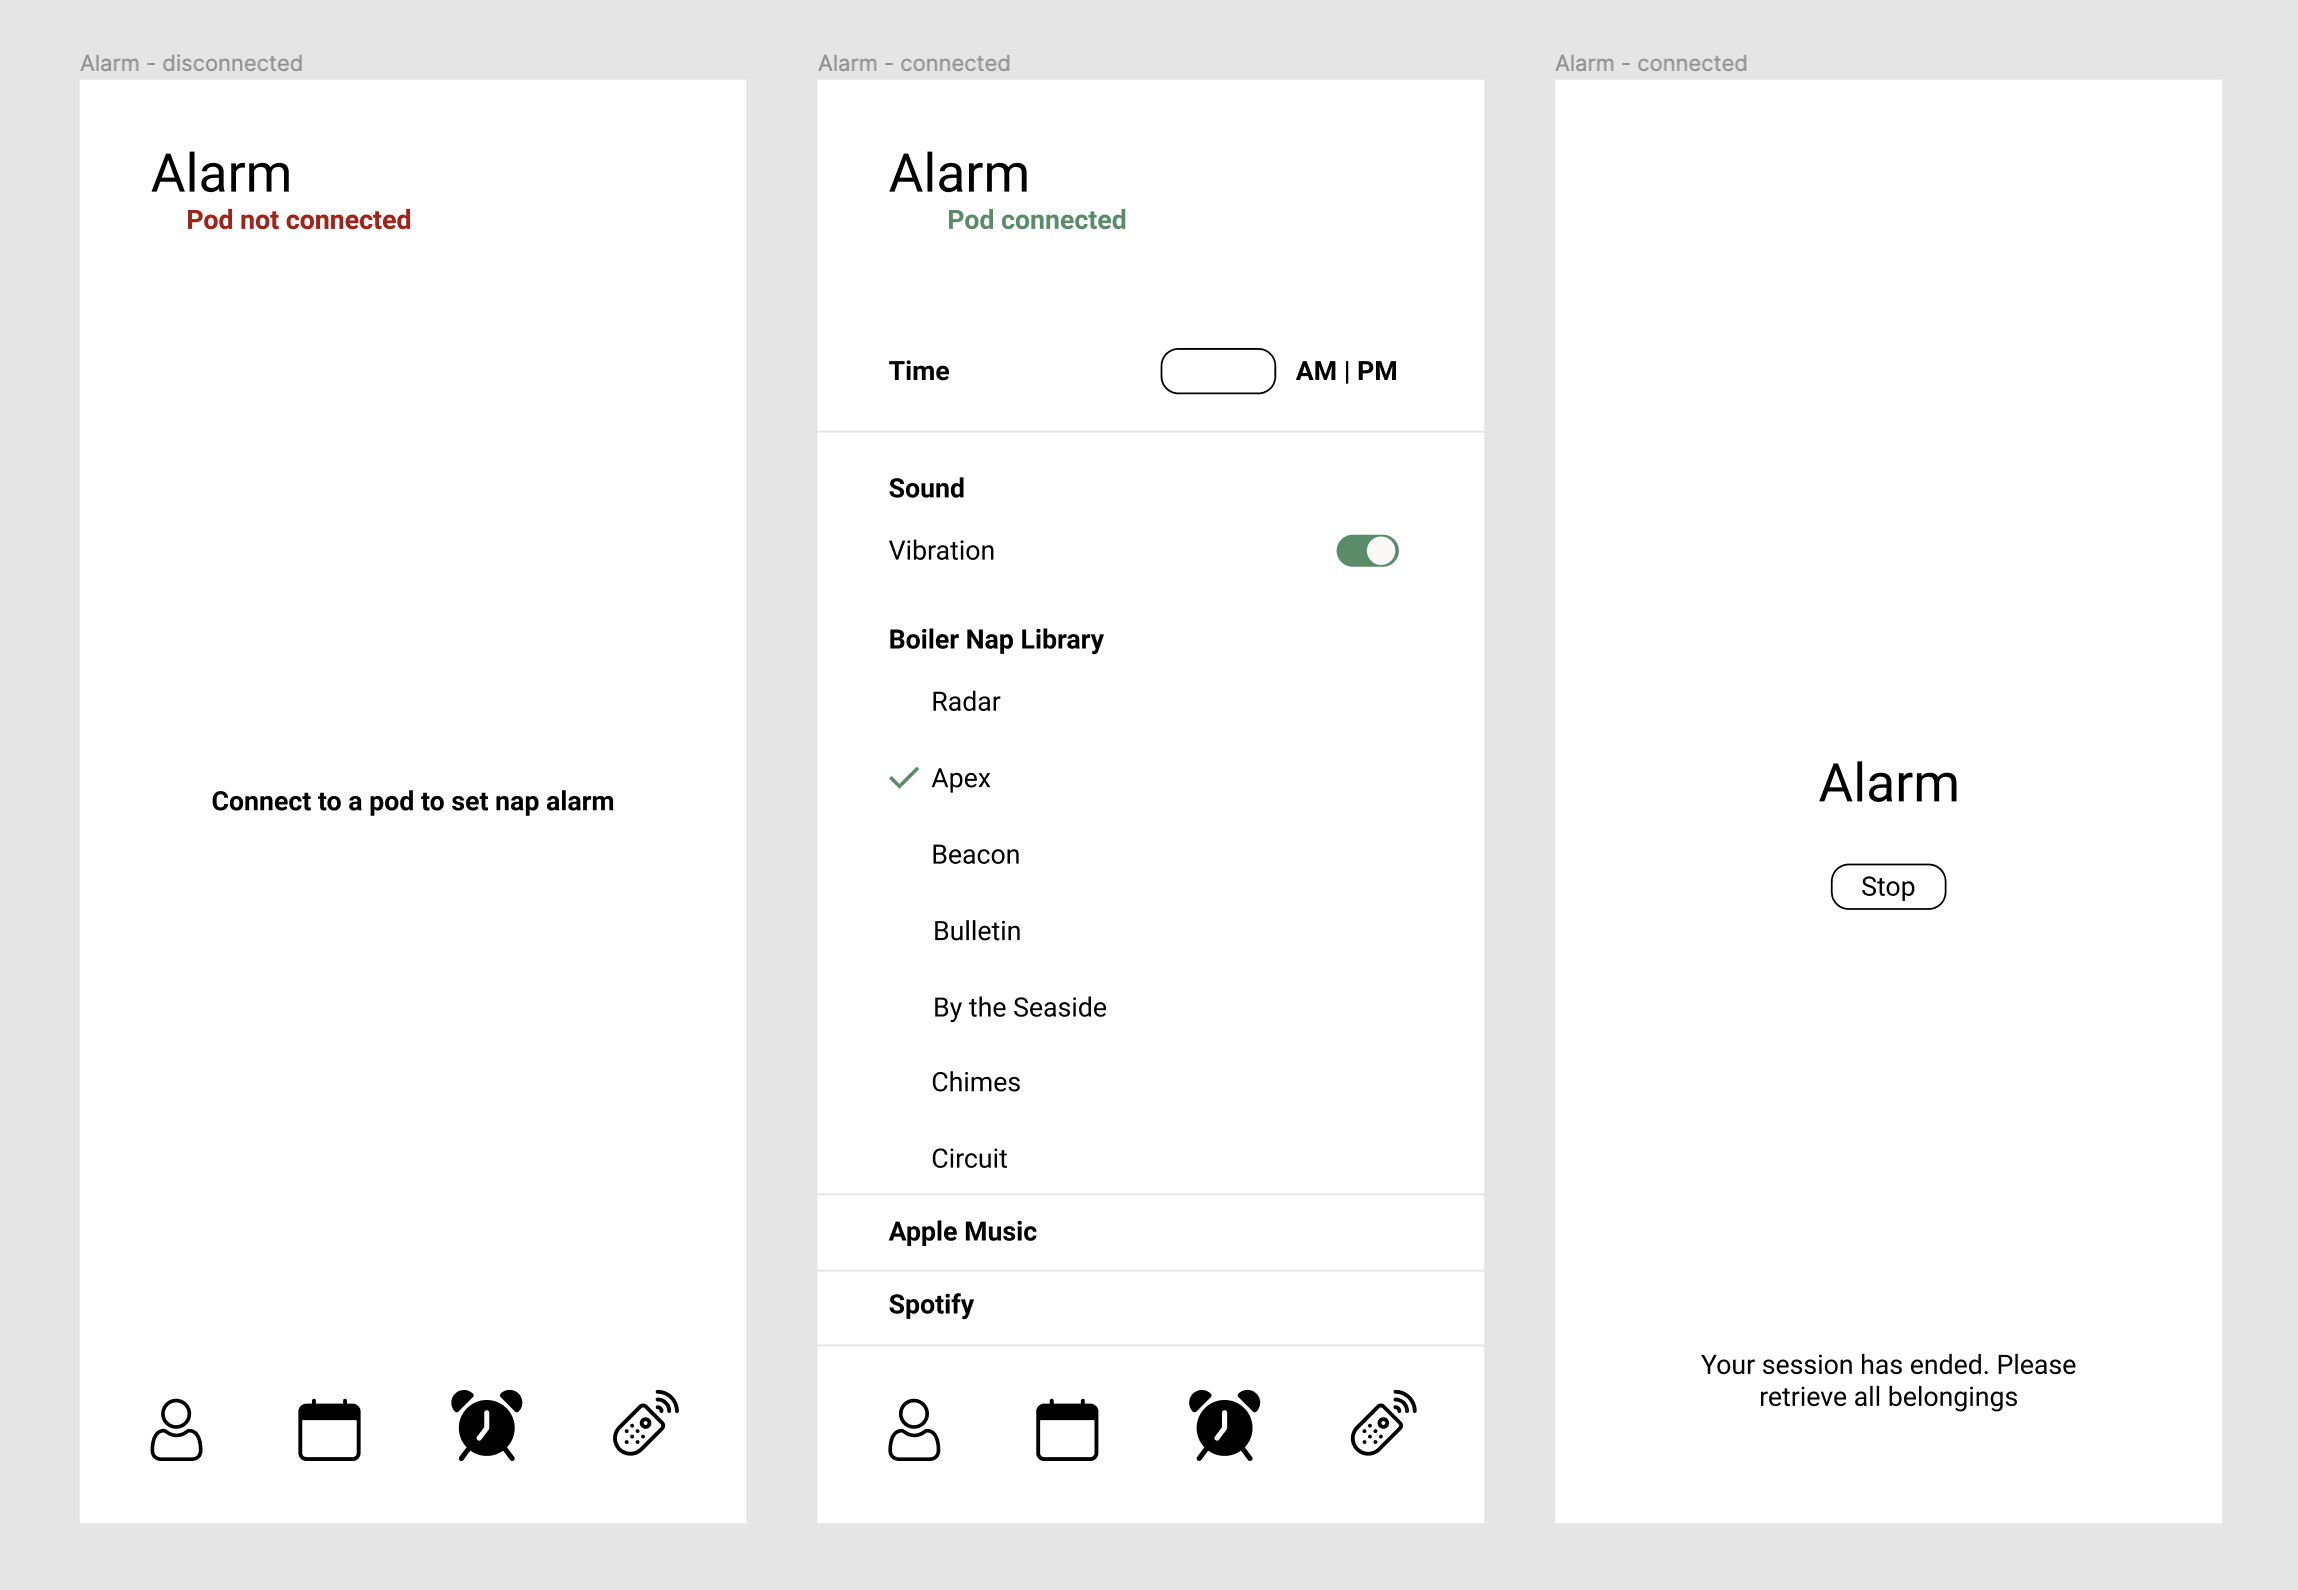 Alarm - disconnected
Alarm
Pod not connected
Connect to a pod to set nap alarm
Alarm - connected
Alarm
Pod connected
Time
AM | PM
Sound
Vibration
Boiler Nap Library
Radar
Apex
Beacon
Bulletin
By the Seaside
Chimes
Circuit
Apple Music
Spotify
Alarm - connected
Alarm
Stop
Your session has ended. Please
retrieve all belongings